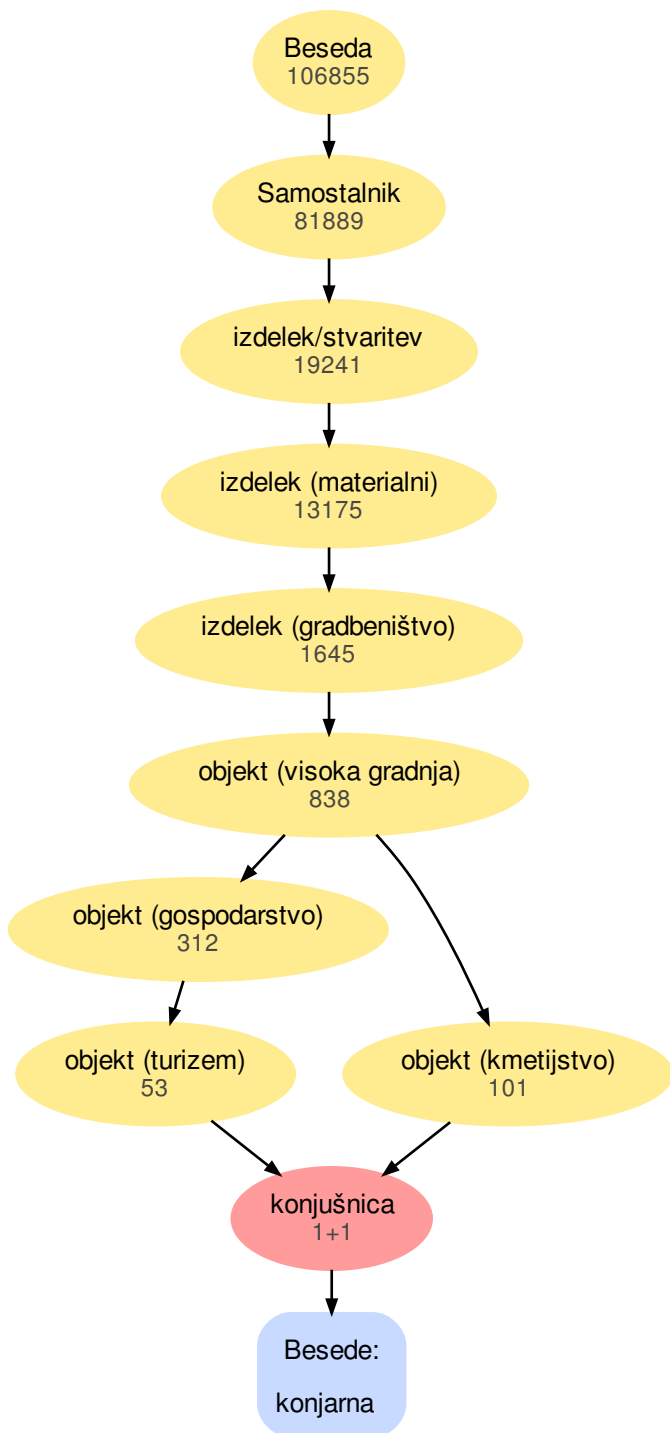 Beseda
106855
Samostalnik
81889
izdelek/stvaritev
19241
izdelek (materialni)
13175
izdelek (gradbeništvo)
1645
objekt (visoka gradnja)
838
objekt (gospodarstvo)
312
objekt (turizem)
53
objekt (kmetijstvo)
101
konjušnica
1+1
Besede:
konjarna